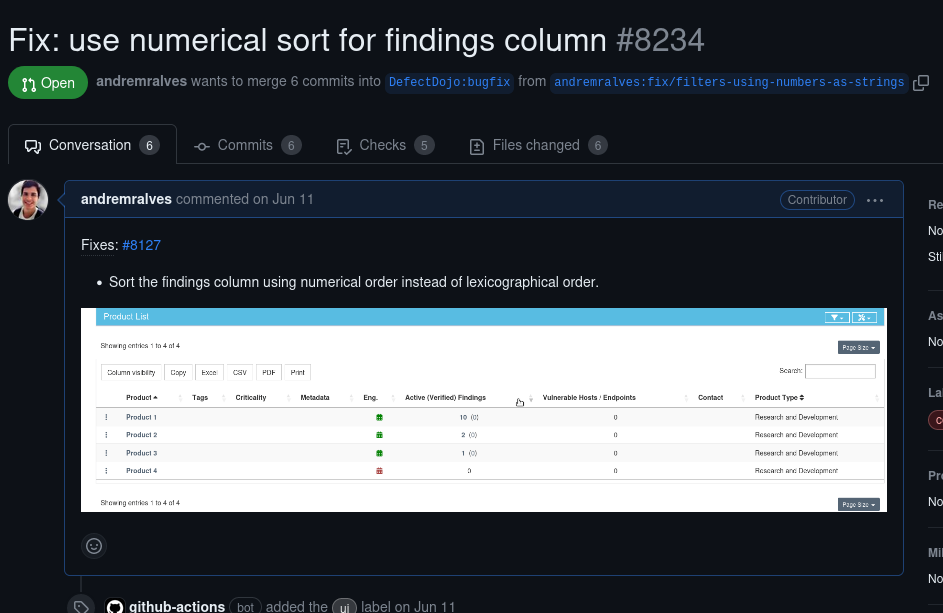 Fix: use numerical sort for findings column #8234
Open andremralves wants to merge 6 commits into DefectDojo:bugfix from andremralves:fix/filters-using-numbers-as-strings
Conversation 6 Commits 6 Checks 5 Files changed 6
andremralves commented on Jun 11 Contributor ...
Re
No
Fixes: #8127
Sti
• Sort the findings column using numerical order instead of lexicographical order.
Product List
As
No
Showing entries 1 to 4 of 4 Page Size
Column visibility Copy Excel CSV PDF Print Search:
La
Product Tags Criticality Metadata Eng. Active (Verified) Findings Vulnerable Hosts / Endpoints Contact Product Type
c
Product 1 10 (0) 0 Research and Development
Product 2 2 (0) 0 Research and Development
Product 3 1 (0) 0 Research and Development
Product 4 0 0 Research and Development
Pro
No
Showing entries 1 to 4 of 4 Page Size
Mil
No
github-actions bot added the ui label on Jun 11